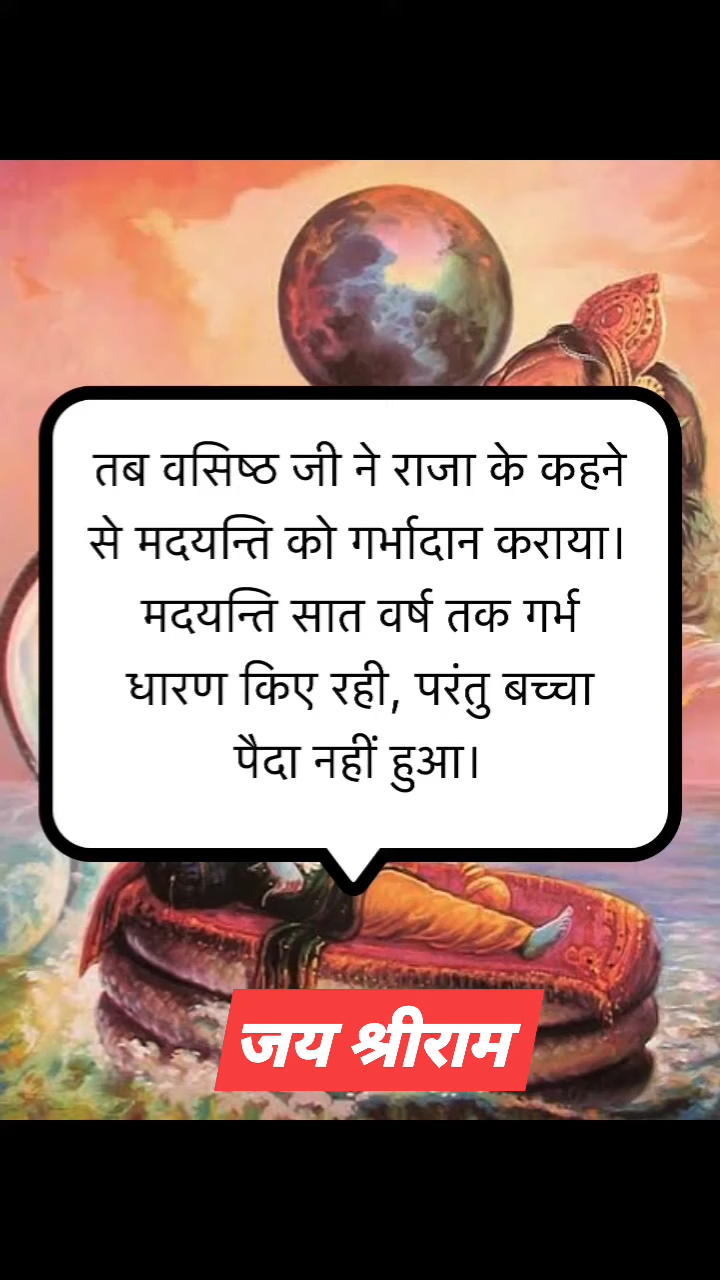 तब वसिष्ठ जी ने राजा के कहने
से मदयन्ति को गर्भादान कराया।
मदयन्ति सात वर्ष तक गर्भ
धारण किए रही, परंतु बच्चा
पैदा नहीं हुआ।
जय श्रीराम